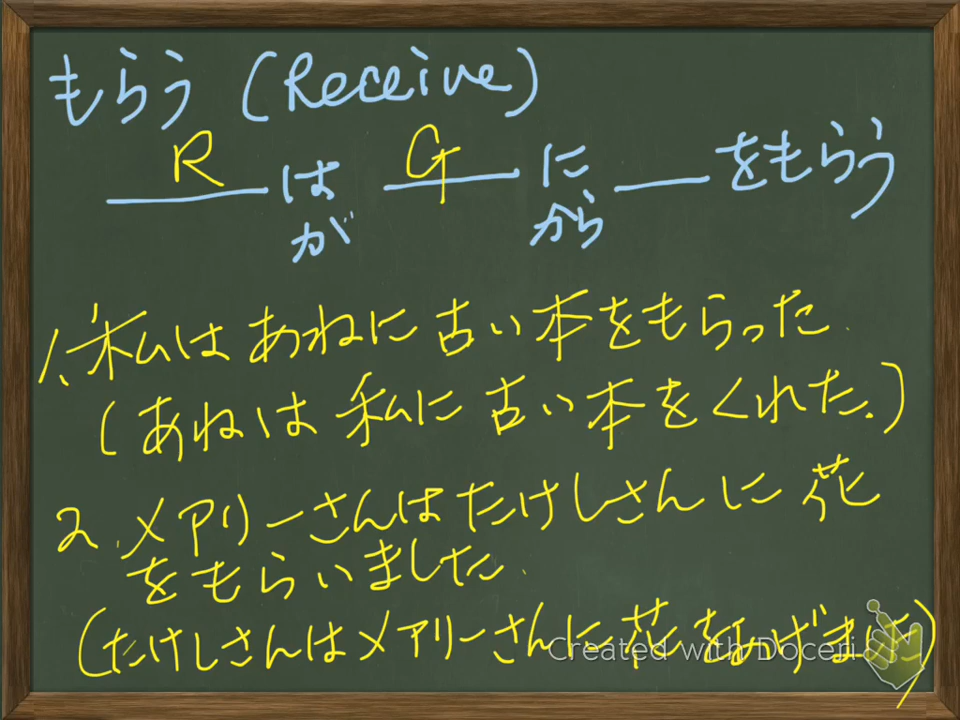 もらう (Receive)
R は G に ___ をもらう
が から
1. 私はあねに古い本をもらった.
(あねは私に古い本をくれた.)
2. メアリーさんはたけしさんに花
をもらいました.
(たけしさんはメアリーさんに花をあげました)
Created with Doceri